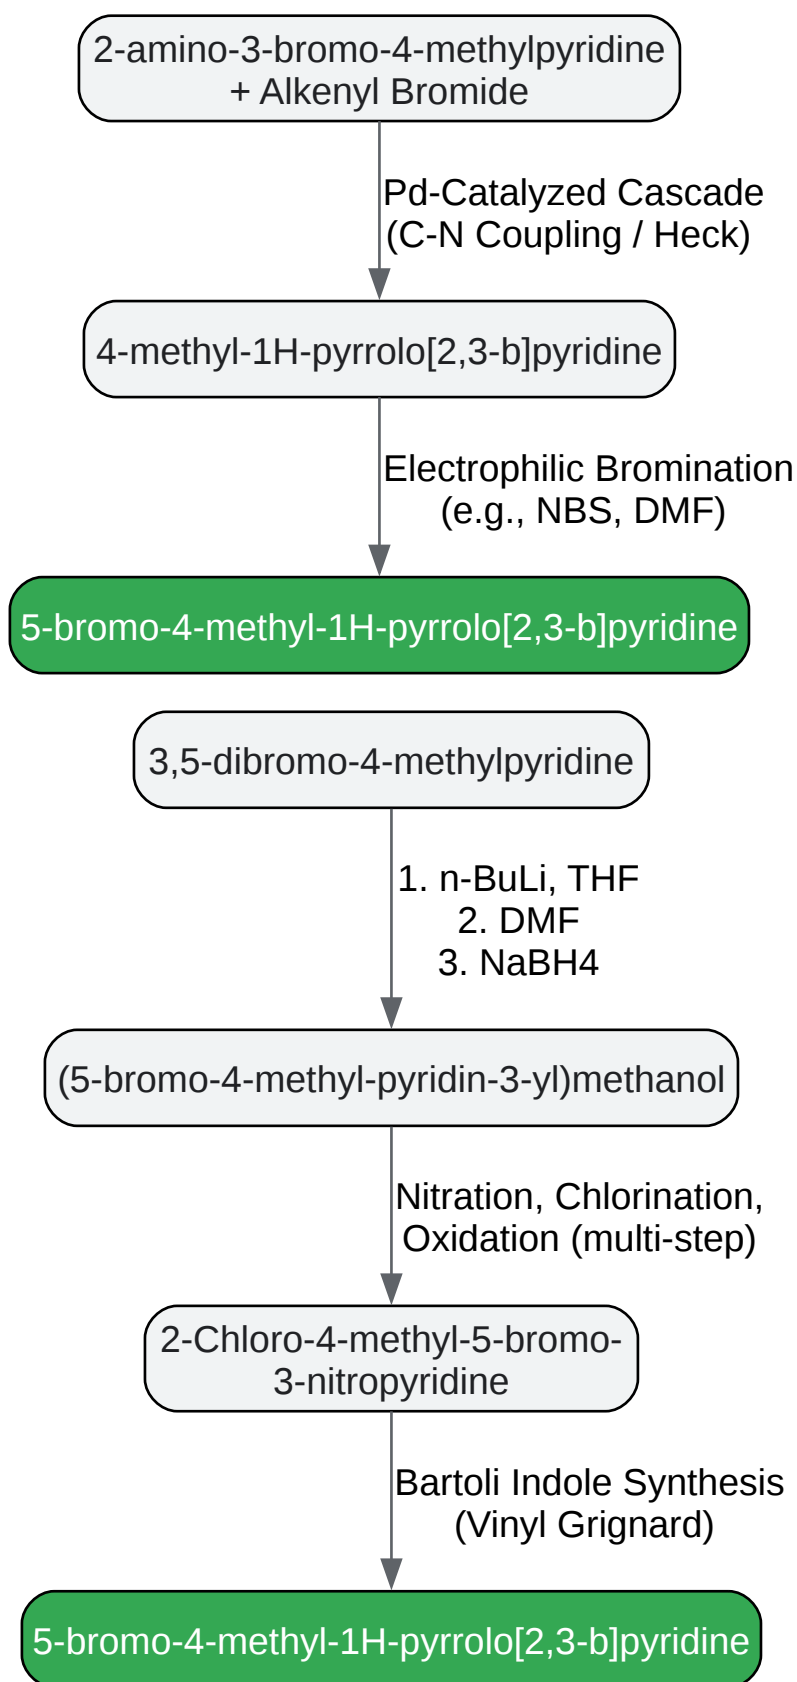 2-amino-3-bromo-4-methylpyridine
+ Alkenyl Bromide
Pd-Catalyzed Cascade
(C-N Coupling / Heck)
4-methyl-1H-pyrrolo[2,3-b]pyridine
Electrophilic Bromination
(e.g., NBS, DMF)
5-bromo-4-methyl-1H-pyrrolo[2,3-b]pyridine
3,5-dibromo-4-methylpyridine
1. n-BuLi, THF
2. DMF
3. NaBH4
(5-bromo-4-methyl-pyridin-3-yl)methanol
Nitration, Chlorination,
Oxidation (multi-step)
2-Chloro-4-methyl-5-bromo-
3-nitropyridine
Bartoli Indole Synthesis
(Vinyl Grignard)
5-bromo-4-methyl-1H-pyrrolo[2,3-b]pyridine